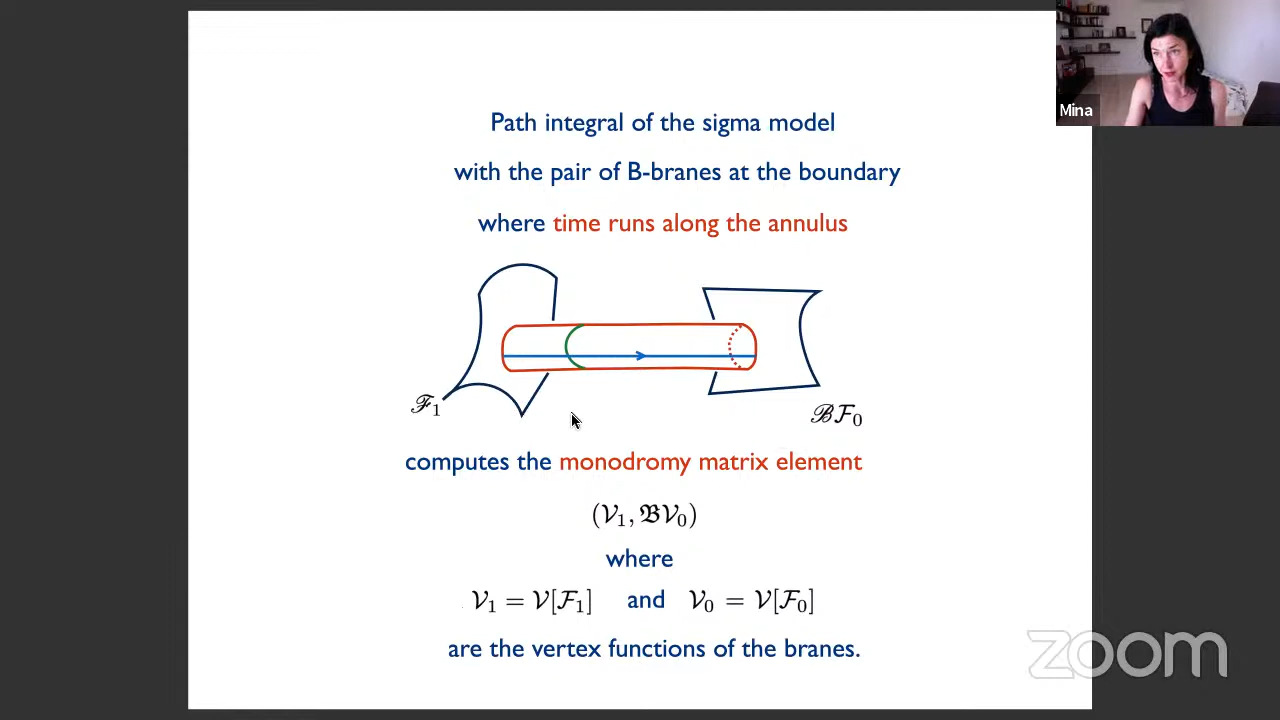 Path integral of the sigma model
with the pair of B-branes at the boundary
where time runs along the annulus
ℱ₁
ℬℱ₀
computes the monodromy matrix element
(𝒱₁, 𝔅𝒱₀)
where
𝒱₁ = 𝒱[ℱ₁] and 𝒱₀ = 𝒱[ℱ₀]
are the vertex functions of the branes.
Mina
zoom